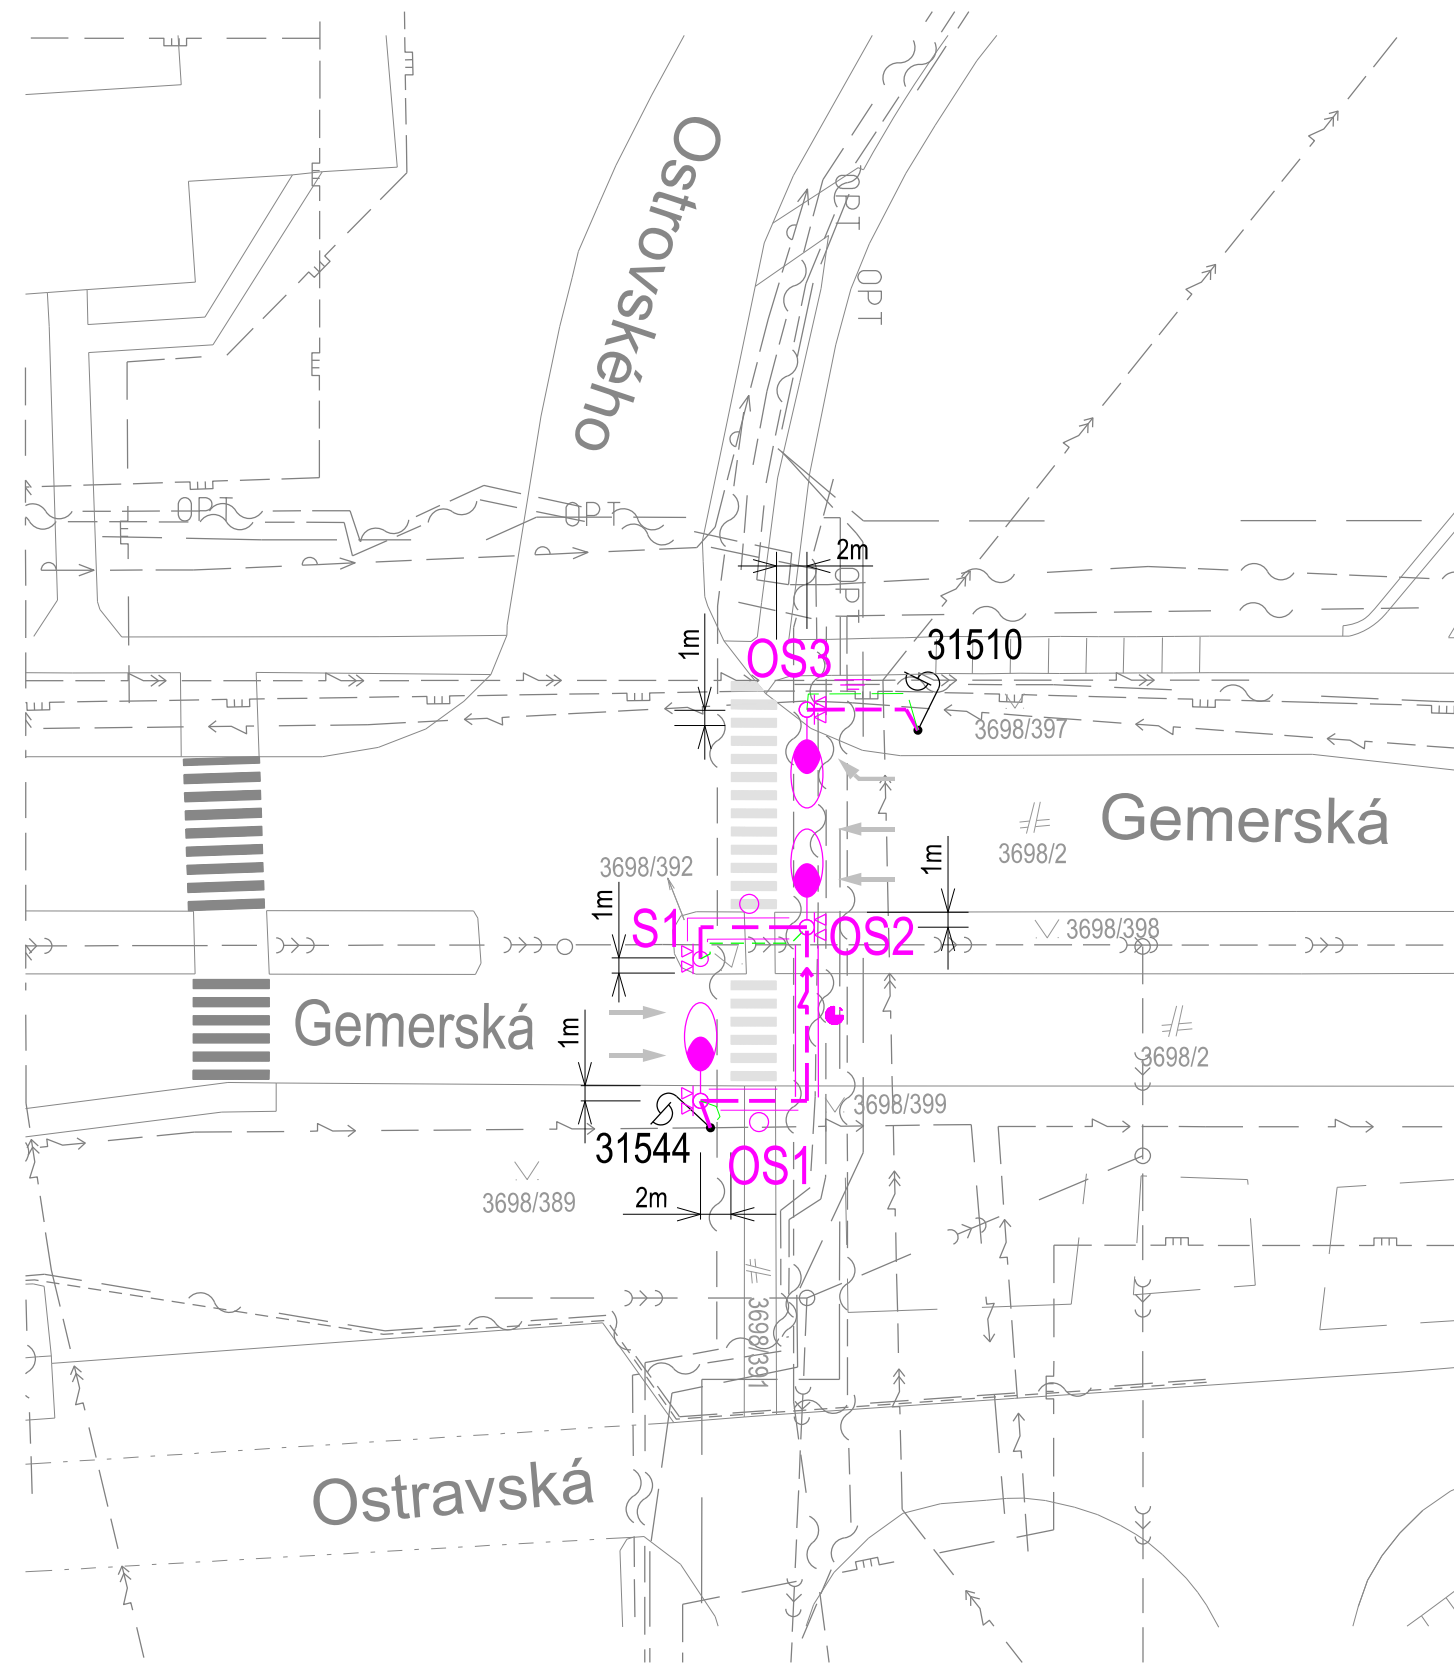 Ostrovského
OPT
OPT
OPT
OPT
2m
OPT
1m
OS3
31510
3698/397
Gemerská
3698/2
3698/392
1m
1m
S1
OS2
3698/398
Gemerská
1m
3698/2
3698/399
31544
OS1
3698/389
2m
3698/391
Ostravská